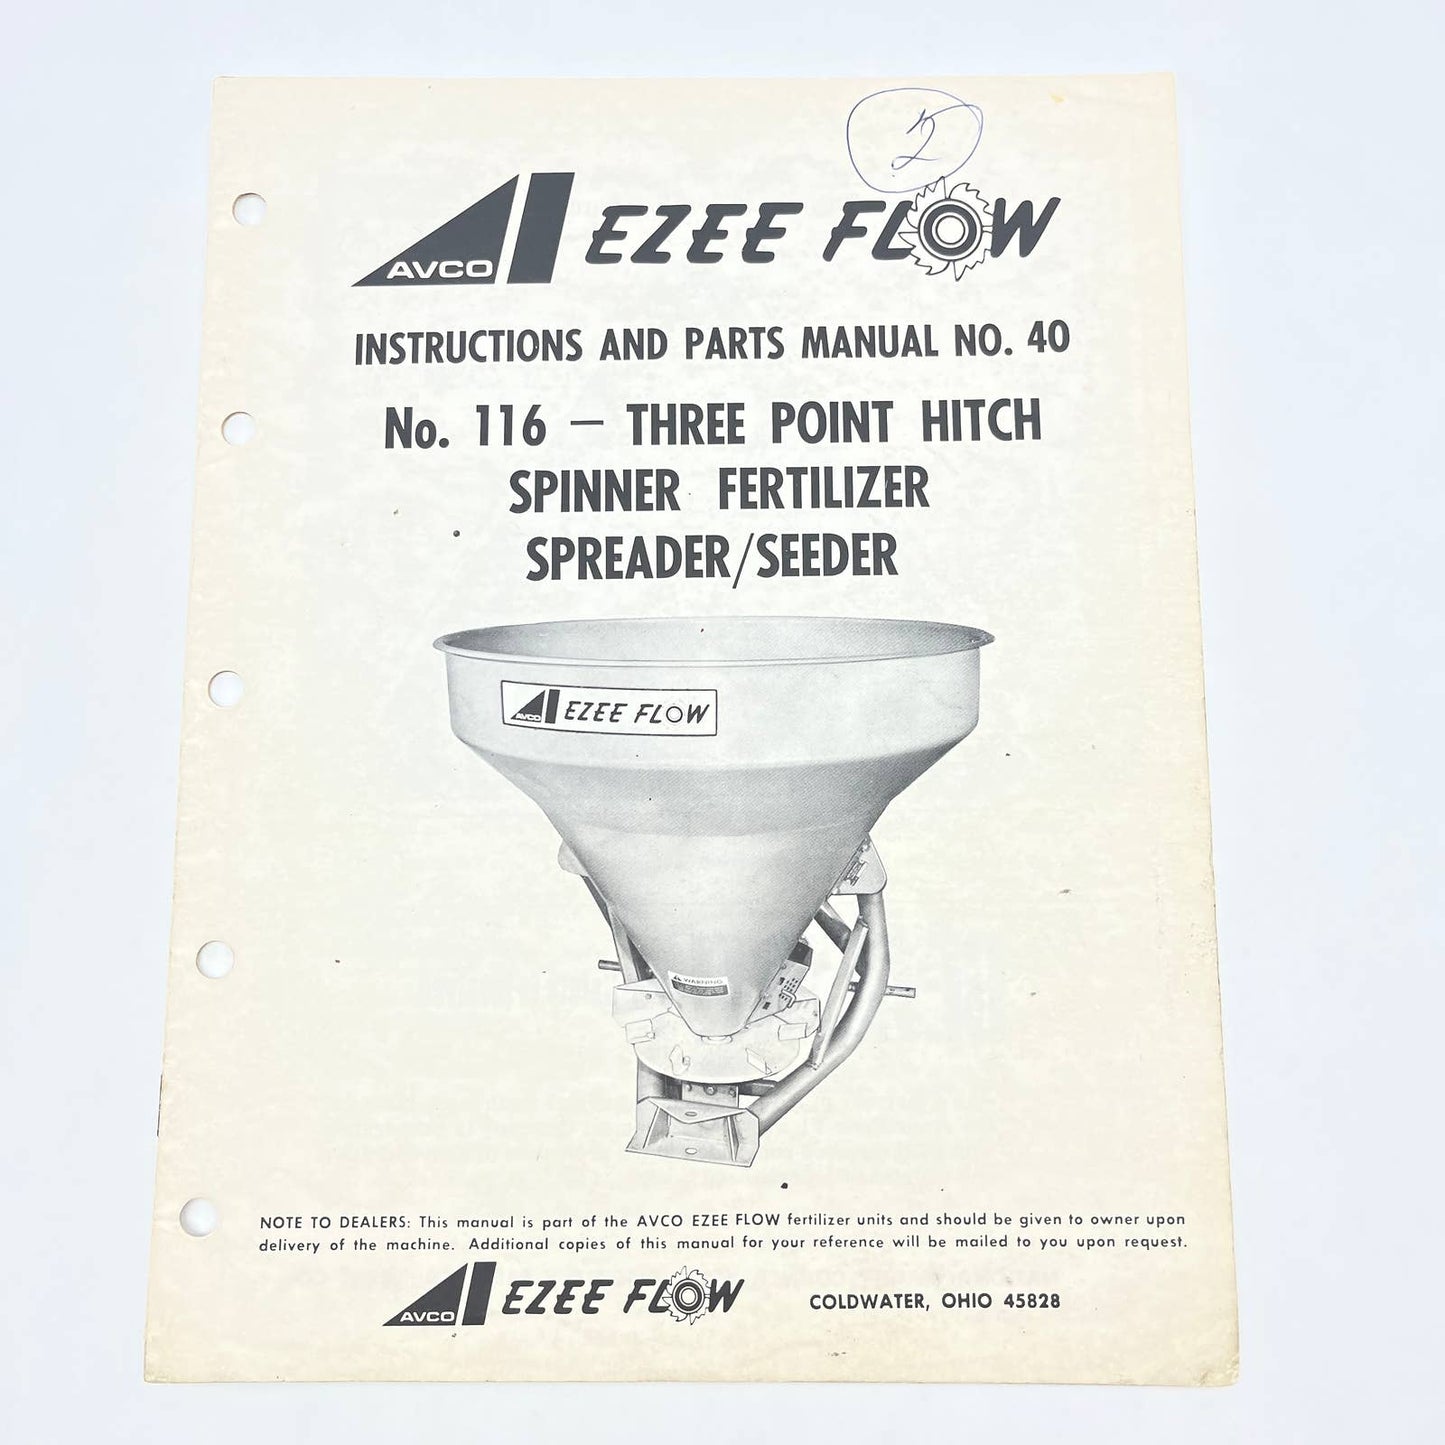 2
AVCO EZEE FLOW
INSTRUCTIONS AND PARTS MANUAL NO. 40
No. 116 — THREE POINT HITCH
SPINNER FERTILIZER
SPREADER/SEEDER
AVCO EZEE FLOW
WARNING
NOTE TO DEALERS: This manual is part of the AVCO EZEE FLOW fertilizer units and should be given to owner upon
delivery of the machine. Additional copies of this manual for your reference will be mailed to you upon request.
AVCO EZEE FLOW COLDWATER, OHIO 45828